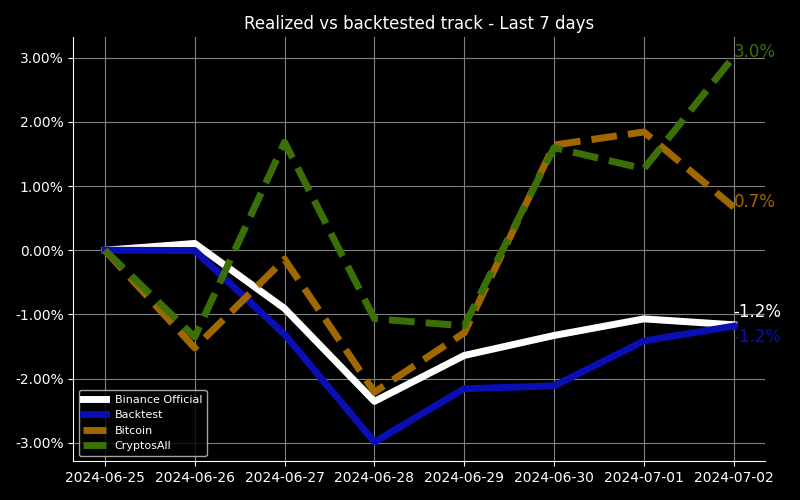 Realized vs backtested track - Last 7 days
3.00%
2.00%
1.00%
0.00%
-1.00%
-2.00%
-3.00%
3.0%
0.7%
-1.2%
-1.2%
Binance Official
Backtest
Bitcoin
CryptosAll
2024-06-25 2024-06-26 2024-06-27 2024-06-28 2024-06-29 2024-06-30 2024-07-01 2024-07-02